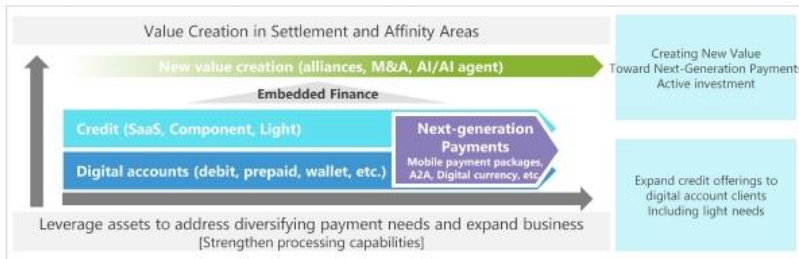 Value Creation in Settlement and Affinity Areas
New value creation (alliances, M&A, AI/AI agent)
Embedded Finance
Credit (SaaS, Component, Light)
Digital accounts (debit, prepaid, wallet, etc.)
Next-generation
Payments
Mobile payment packages,
A2A, Digital currency, etc
Leverage assets to address diversifying payment needs and expand business
[Strengthen processing capabilities]
Creating New Value
Toward Next-Generation Payments
Active investment
Expand credit offerings to
digital account clients
Including light needs